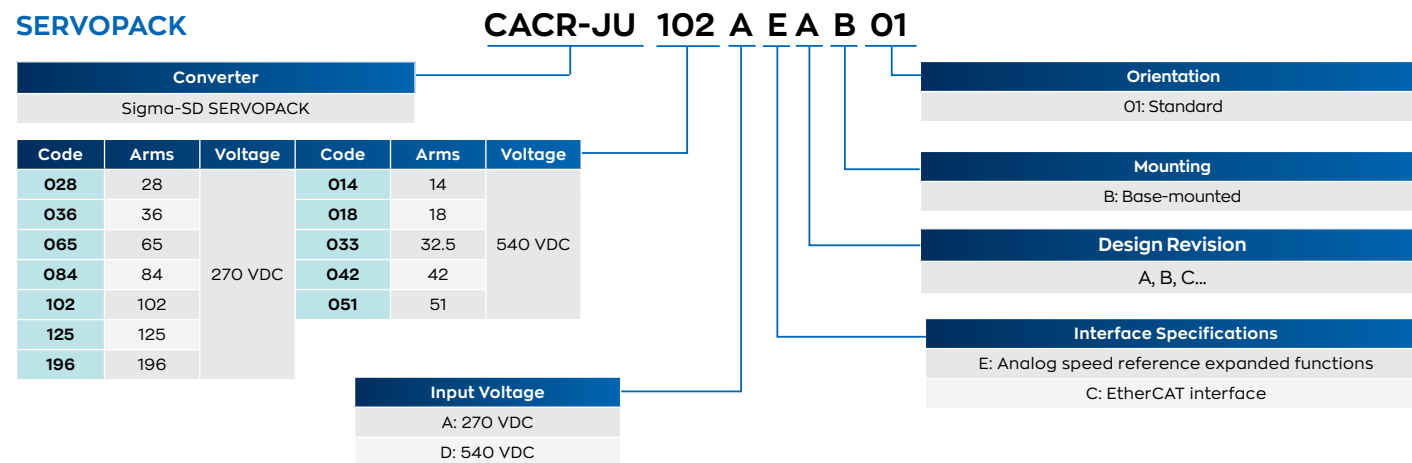 SERVOPACK
CACR-JU 102 A E A B 01
Converter
Sigma-SD SERVOPACK
Code Arms Voltage Code Arms Voltage
028 28 014 14
036 36 018 18
065 65 033 32.5 540 VDC
084 84 270 VDC 042 42
102 102 051 51
125 125
196 196
Input Voltage
A: 270 VDC
D: 540 VDC
Orientation
01: Standard
Mounting
B: Base-mounted
Design Revision
A, B, C...
Interface Specifications
E: Analog speed reference expanded functions
C: EtherCAT interface